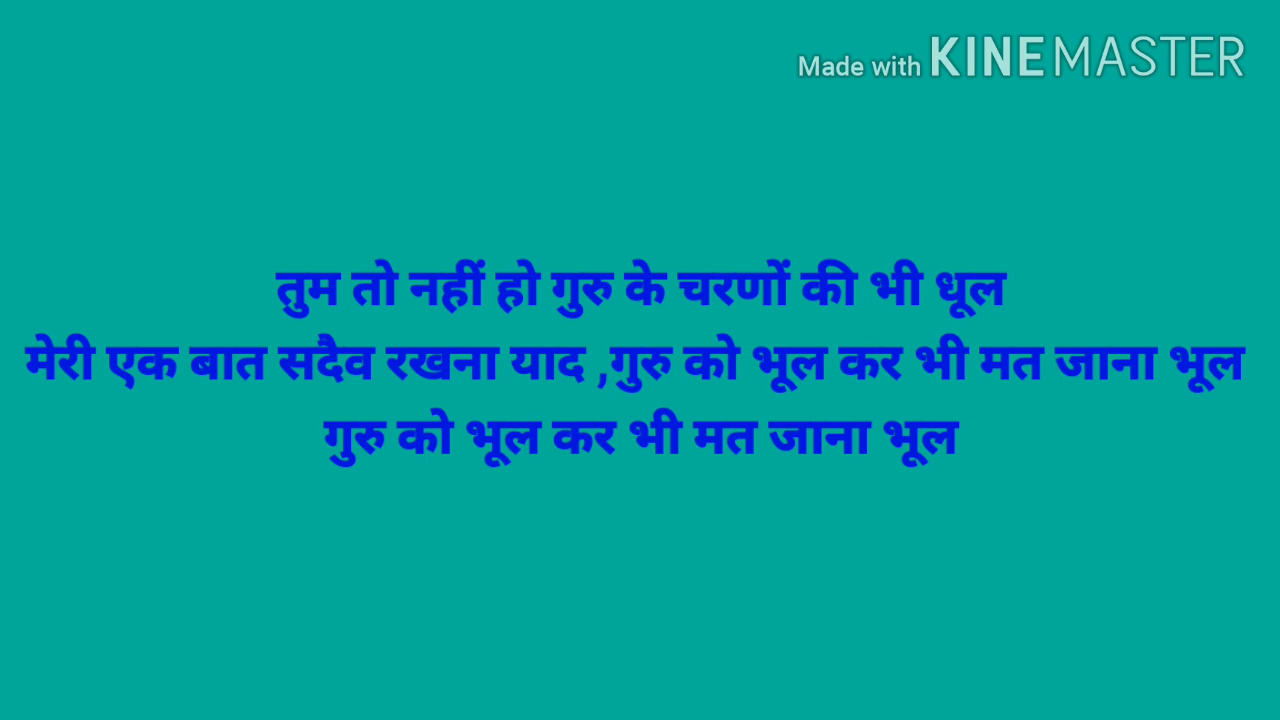 Made with KINEMASTER
तुम तो नहीं हो गुरु के चरणों की भी धूल
मेरी एक बात सदैव रखना याद ,गुरु को भूल कर भी मत जाना भूल
गुरु को भूल कर भी मत जाना भूल